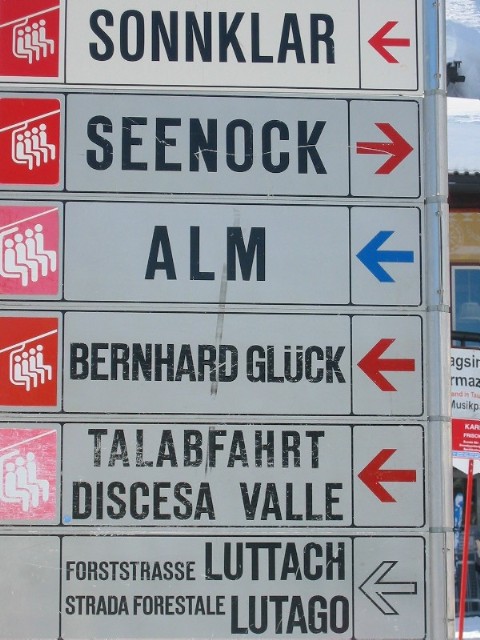 SONNKLAR
SEENOCK
ALM
BERNHARD GLÜCK
TALABFAHRT
DISCESA VALLE
FORSTSTRASSE LUTTACH
STRADA FORESTALE LUTAGO